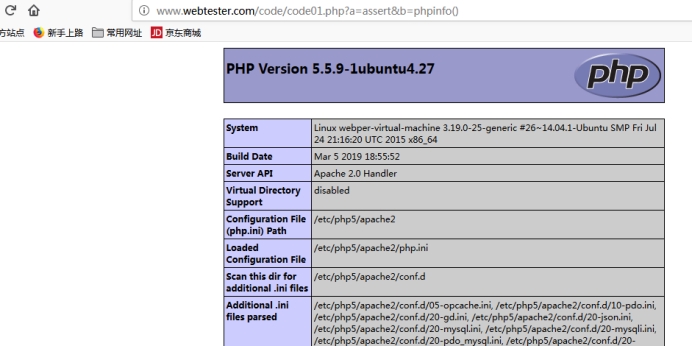 www.webtester.com/code/code01.php?a=assert&b=phpinfo()
方站点 新手上路 常用网址 JD 京东商城
PHP Version 5.5.9-1ubuntu4.27
php
System Linux webper-virtual-machine 3.19.0-25-generic #26~14.04.1-Ubuntu SMP Fri Jul
24 21:16:20 UTC 2015 x86_64
Build Date Mar 5 2019 18:55:52
Server API Apache 2.0 Handler
Virtual Directory disabled
Support
Configuration File /etc/php5/apache2
(php.ini) Path
Loaded /etc/php5/apache2/php.ini
Configuration File
Scan this dir for /etc/php5/apache2/conf.d
additional .ini files
Additional .ini /etc/php5/apache2/conf.d/05-opcache.ini, /etc/php5/apache2/conf.d/10-pdo.ini,
files parsed /etc/php5/apache2/conf.d/20-gd.ini, /etc/php5/apache2/conf.d/20-json.ini,
/etc/php5/apache2/conf.d/20-mysql.ini, /etc/php5/apache2/conf.d/20-mysqli.ini,
/etc/php5/apache2/conf.d/20-pdo_mysql.ini, /etc/php5/apache2/conf.d/20-